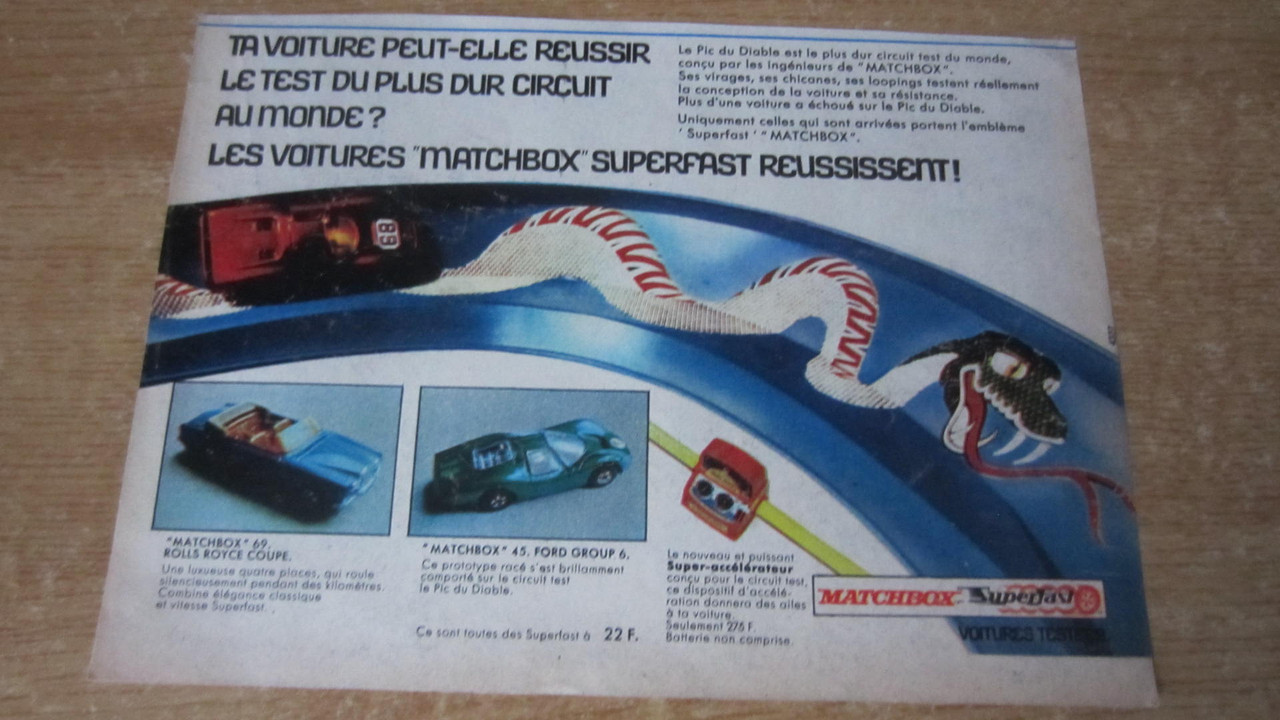 TA VOITURE PEUT-ELLE REUSSIR
LE TEST DU PLUS DUR CIRCUIT
AU MONDE ?
LES VOITURES "MATCHBOX" SUPERFAST REUSSISSENT !
Le Pic du Diable est le plus dur circuit test du monde,
conçu par les ingénieurs de "MATCHBOX".
Ses virages, ses chicanes, ses loopings testent réellement
la conception de la voiture et sa résistance.
Plus d'une voiture a échoué sur le Pic du Diable.
Uniquement celles qui sont arrivées portent l'emblème
'Superfast' "MATCHBOX".
89
"MATCHBOX" 69.
ROLLS ROYCE COUPE.
Une luxueuse quatre places, qui roule
silencieusement pendant des kilomètres.
Combine élégance classique
et vitesse Superfast.
"MATCHBOX" 45. FORD GROUP 6.
Ce prototype racé s'est brillamment
comporté sur le circuit test
le Pic du Diable.
Ce sont toutes des Superfast à 22 F.
Le nouveau et puissant
Super-accélérateur
conçu pour le circuit test,
ce dispositif d'accélé-
ration donnera des ailes
à ta voiture.
Seulement 275 F.
Batterie non comprise.
MATCHBOX Superfast
VOITURES